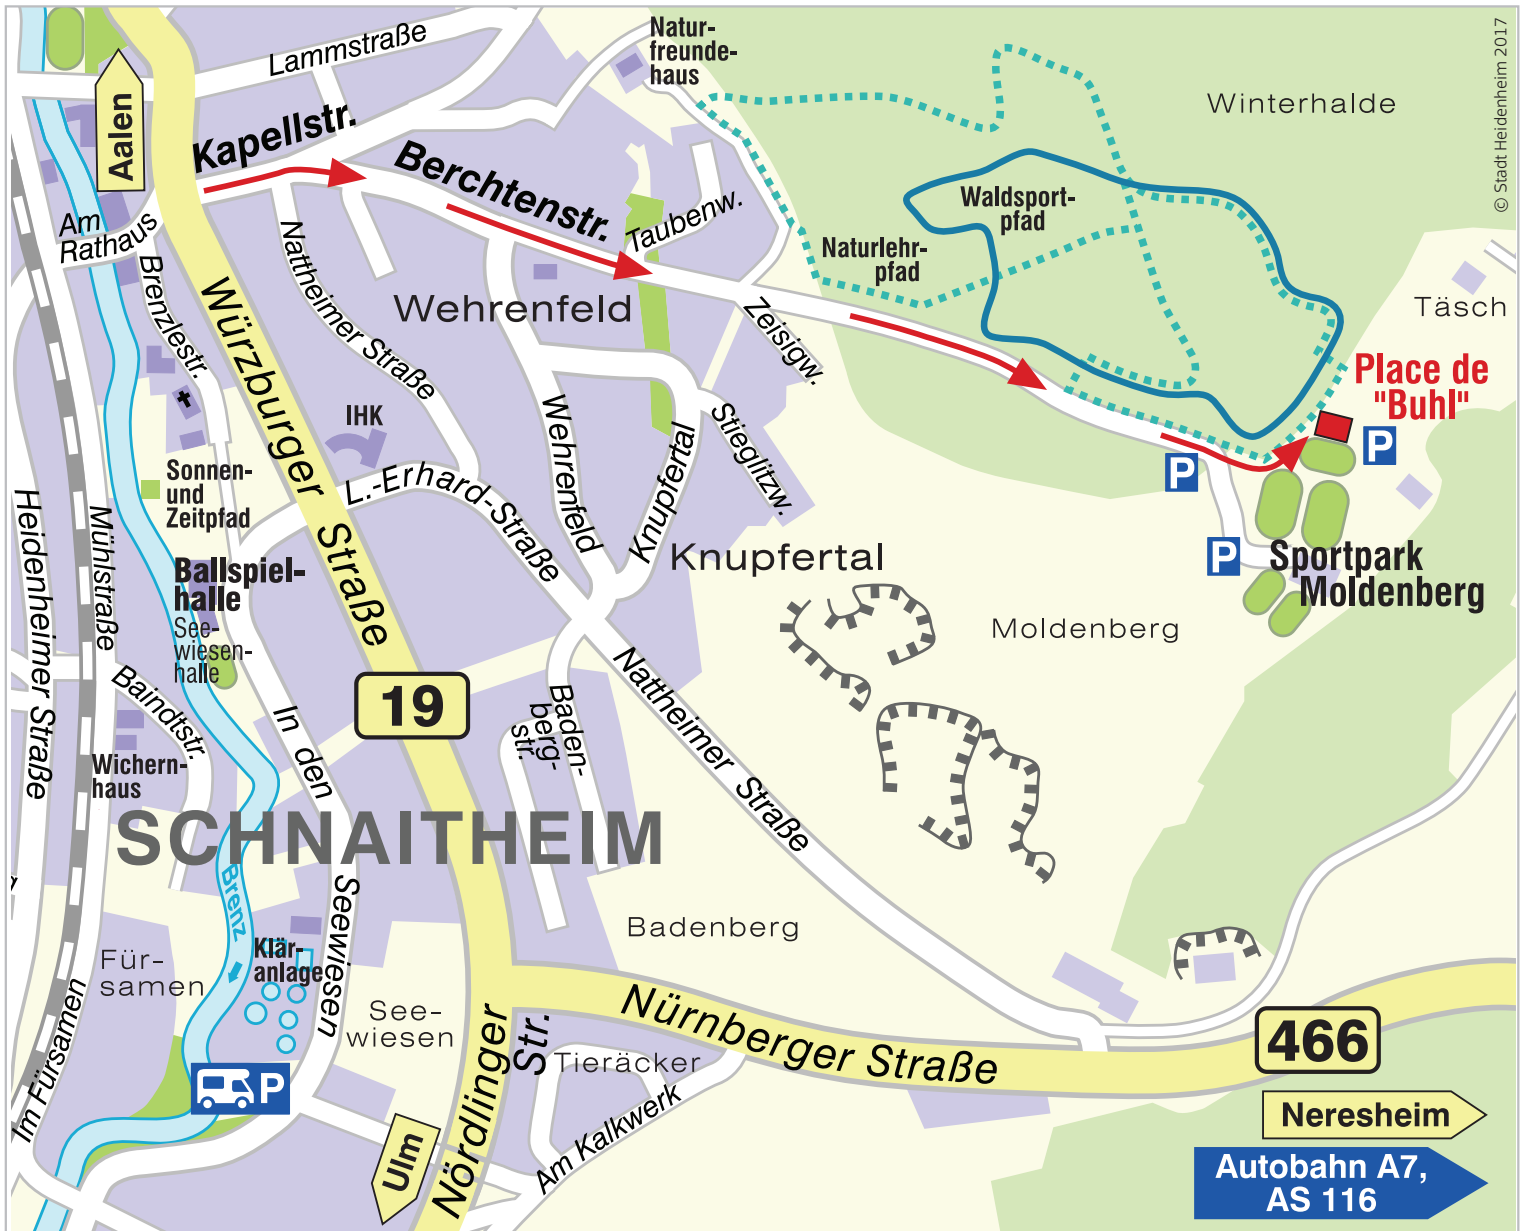 Lammstraße
Natur-
freunde-
haus
© Stadt Heidenheim 2017
Aalen
Kapellstr.
Berchtenstr.
Winterhalde
Waldsport-
pfad
Naturlehr-
pfad
Am
Rathaus
Taubenw.
Brenzlestr.
Nattheimer Straße
Würzburger Straße
Wehrenfeld
Zeisigw.
Täsch
Place de
"Buhl"
P
P
P
IHK
Wehrenfeld
Stieglitzw.
Knupfertal
L.-Erhard-Straße
Sonnen-
und
Zeitpfad
Heidenheimer Straße
Mühlstraße
Ballspiel-
halle
See-
wiesen-
halle
Knupfertal
Sportpark
Moldenberg
Moldenberg
Baindtstr.
In den
Seewiesen
19
Baden-
berg-
str.
Nattheimer Straße
Wichern-
haus
SCHNAITHEIM
Brenz
Badenberg
Für-
samen
Klär-
anlage
See-
wiesen
Im Fürsamen
P
Nördlinger
Str.
Nürnberger Straße
Tieräcker
Am Kalkwerk
Ulm
466
Neresheim
Autobahn A7,
AS 116